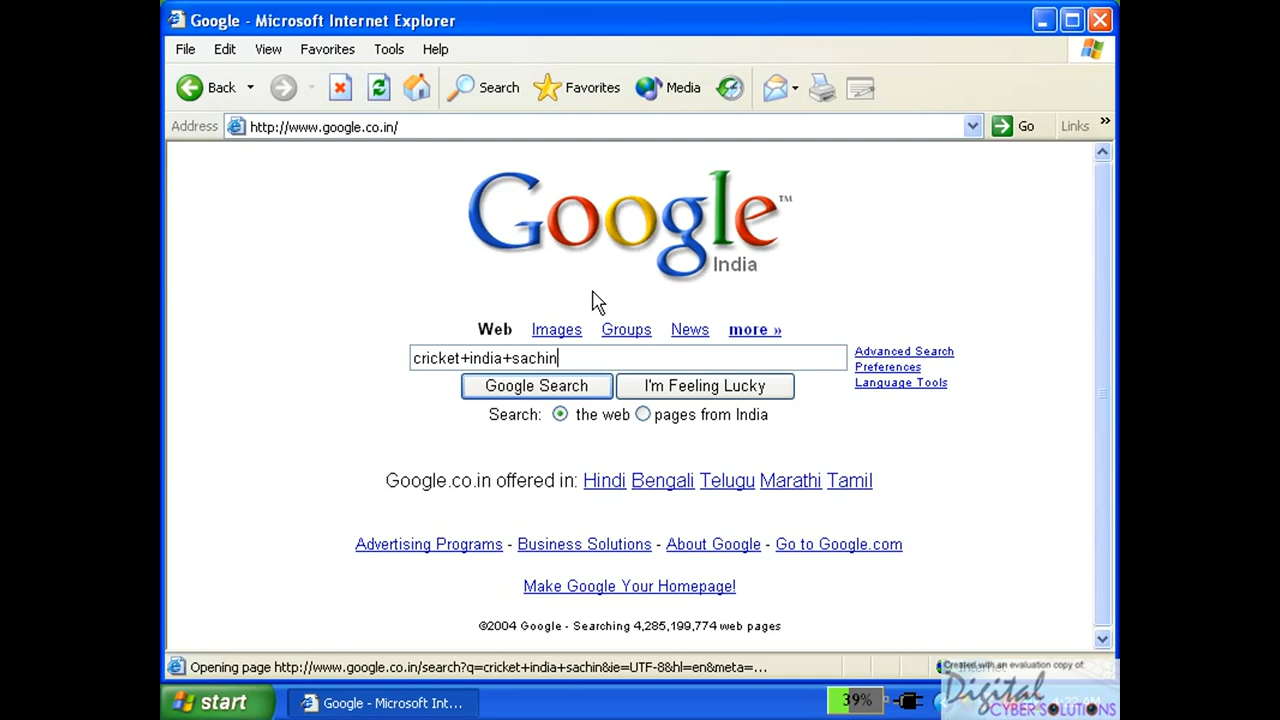 Google - Microsoft Internet Explorer
File Edit View Favorites Tools Help
Back Search Favorites Media
Address http://www.google.co.in/ Go Links »
Google™
India
Web Images Groups News more »
cricket+india+sachin
Advanced Search
Preferences
Language Tools
Google Search I'm Feeling Lucky
Search: the web pages from India
Google.co.in offered in: Hindi Bengali Telugu Marathi Tamil
Advertising Programs - Business Solutions - About Google - Go to Google.com
Make Google Your Homepage!
©2004 Google - Searching 4,285,199,774 web pages
Opening page http://www.google.co.in/search?q=cricket+india+sachin&ie=UTF-8&hl=en&meta=... Internet
Created with an evaluation copy of
Digital
CYBER SOLUTIONS
start Google - Microsoft Int... 39%